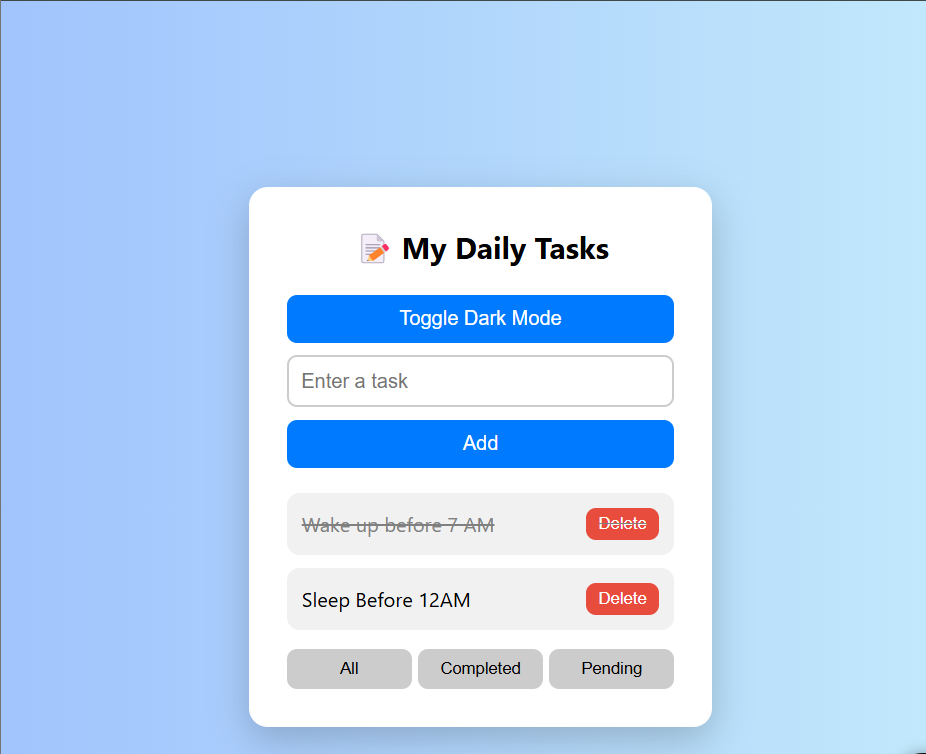 My Daily Tasks
Toggle Dark Mode
Enter a task
Add
Wake up before 7 AM Delete
Sleep Before 12AM Delete
All Completed Pending